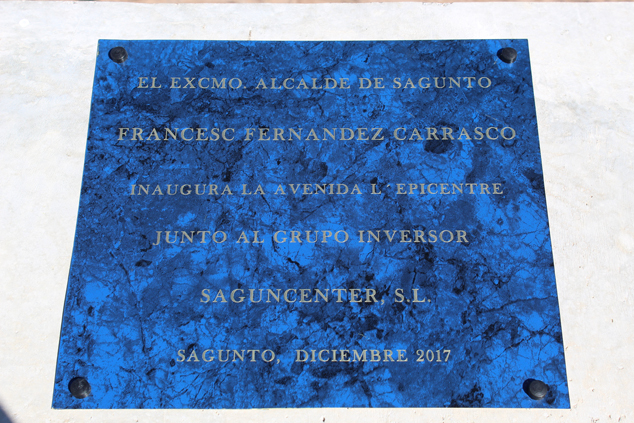 EL EXCMO. ALCALDE DE SAGUNTO
FRANCESC FERNANDEZ CARRASCO
INAUGURA LA AVENIDA L´EPICENTRE
JUNTO AL GRUPO INVERSOR
SAGUNCENTER, S.L.
SAGUNTO, DICIEMBRE 2017